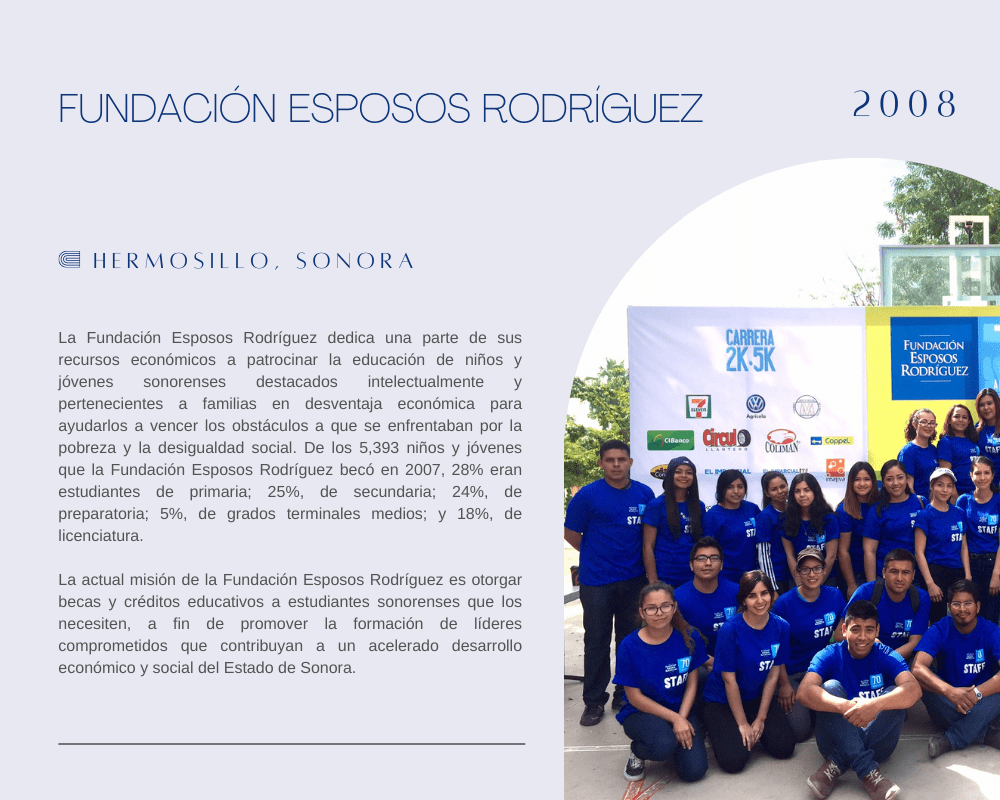 FUNDACIÓN ESPOSOS RODRÍGUEZ
2008
HERMOSILLO, SONORA
La Fundación Esposos Rodríguez dedica una parte de sus
recursos económicos a patrocinar la educación de niños y
jóvenes sonorenses destacados intelectualmente y
pertenecientes a familias en desventaja económica para
ayudarlos a vencer los obstáculos a que se enfrentaban por la
pobreza y la desigualdad social. De los 5,393 niños y jóvenes
que la Fundación Esposos Rodríguez becó en 2007, 28% eran
estudiantes de primaria; 25%, de secundaria; 24%, de
preparatoria; 5%, de grados terminales medios; y 18%, de
licenciatura.
La actual misión de la Fundación Esposos Rodríguez es otorgar
becas y créditos educativos a estudiantes sonorenses que los
necesiten, a fin de promover la formación de líderes
comprometidos que contribuyan a un acelerado desarrollo
económico y social del Estado de Sonora.
CARRERA
2K·5K
FUNDACIÓN
ESPOSOS
RODRÍGUEZ
7 ELEVEN
CIBanco
Círculo
LLANTERO
COLIMAN
Coppel
EL IMPARCIAL
STAFF
STAFF
STAFF
STAFF
70
STAFF